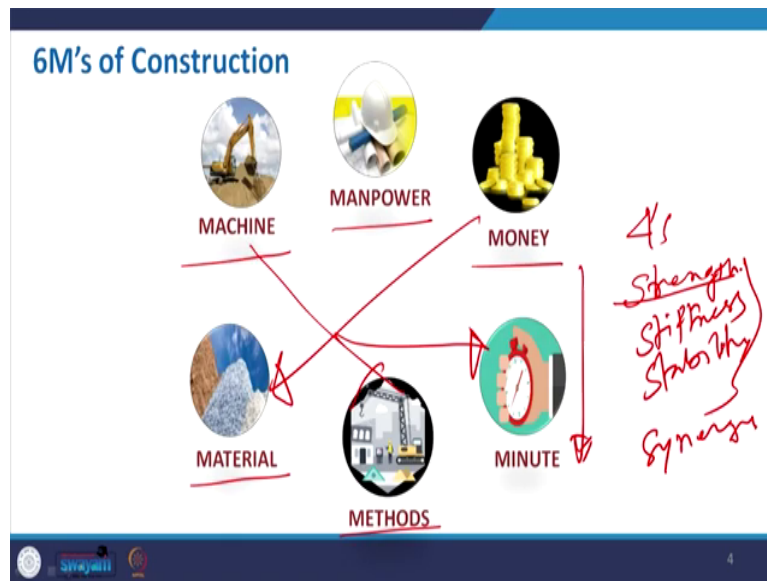 6M's of Construction
MACHINE
MANPOWER
MONEY
MATERIAL
METHODS
MINUTE
4's
Strength
Stiffness
Stability
Synergy
swayam
4